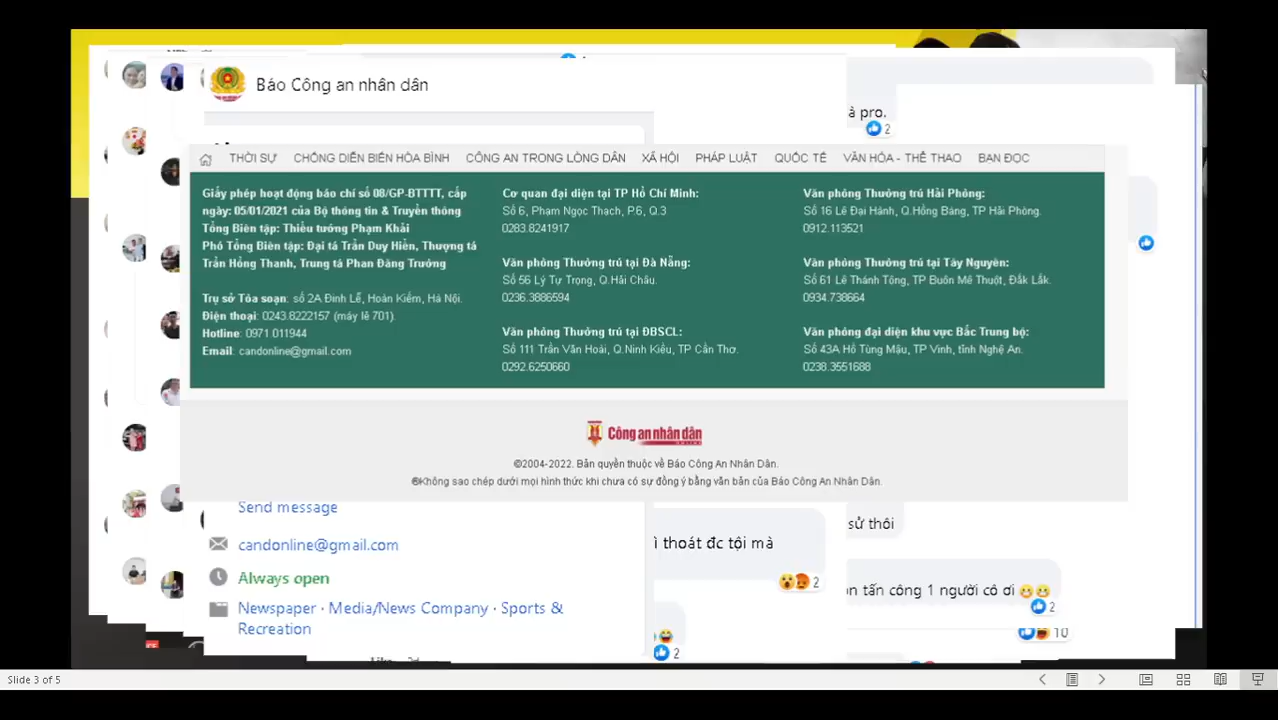 Báo Công an nhân dân
à pro.
2
THỜI SỰ CHỐNG DIỄN BIẾN HÒA BÌNH CÔNG AN TRONG LÒNG DÂN XÃ HỘI PHÁP LUẬT QUỐC TẾ VĂN HÓA - THỂ THAO BẠN ĐỌC
Giấy phép hoạt động báo chí số 08/GP-BTTTT, cấp
ngày: 05/01/2021 của Bộ thông tin & Truyền thông
Tổng Biên tập: Thiếu tướng Phạm Khải
Phó Tổng Biên tập: Đại tá Trần Duy Hiển, Thượng tá
Trần Hồng Thanh, Trung tá Phan Đăng Trường
Trụ sở Tòa soạn: số 2A Đinh Lễ, Hoàn Kiếm, Hà Nội.
Điện thoại: 0243.8222157 (máy lẻ 701).
Hotline: 0971.011944
Email: candonline@gmail.com
Cơ quan đại diện tại TP Hồ Chí Minh:
Số 6, Phạm Ngọc Thạch, P.6, Q.3
0283.8241917
Văn phòng Thường trú tại Đà Nẵng:
Số 56 Lý Tự Trọng, Q.Hải Châu.
0236.3886594
Văn phòng Thường trú tại ĐBSCL:
Số 111 Trần Văn Hoài, Q.Ninh Kiều, TP Cần Thơ.
0292.6250660
Văn phòng Thường trú Hải Phòng:
Số 16 Lê Đại Hành, Q.Hồng Bàng, TP Hải Phòng.
0912.113521
Văn phòng Thường trú tại Tây Nguyên:
Số 61 Lê Thánh Tông, TP Buôn Mê Thuột, Đắk Lắk.
0934.738664
Văn phòng đại diện khu vực Bắc Trung bộ:
Số 43A Hồ Tùng Mậu, TP Vinh, tỉnh Nghệ An.
0238.3551688
Công an nhân dân
ONLINE
©2004-2022. Bản quyền thuộc về Báo Công An Nhân Dân.
®Không sao chép dưới mọi hình thức khi chưa có sự đồng ý bằng văn bản của Báo Công An Nhân Dân.
Send message
candonline@gmail.com
Always open
Newspaper · Media/News Company · Sports &
Recreation
sử thôi
ì thoát đc tội mà
2
n tấn công 1 người cô ơi
2
10
2
Slide 3 of 5